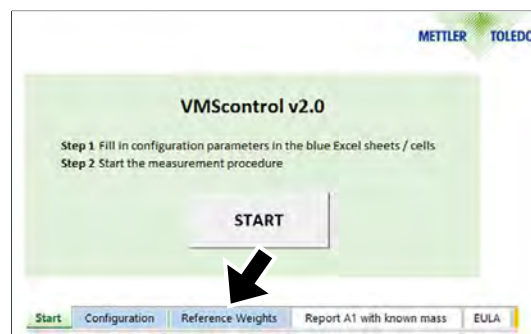 METTLER TOLEDO
VMScontrol v2.0
Step 1 Fill in configuration parameters in the blue Excel sheets / cells
Step 2 Start the measurement procedure
START
Start Configuration Reference Weights Report A1 with known mass EULA